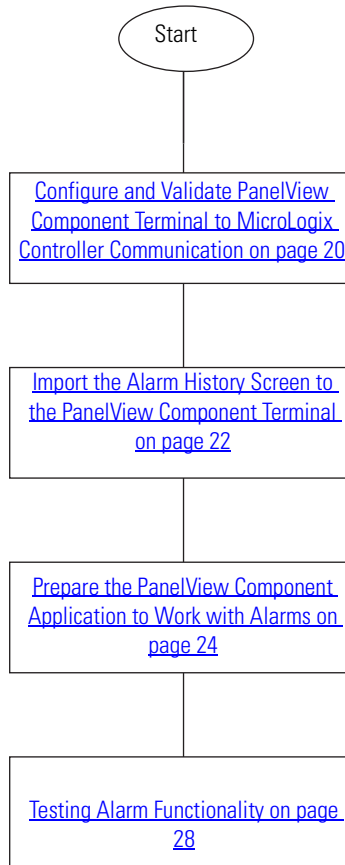 Start
Configure and Validate PanelView
Component Terminal to MicroLogix
Controller Communication on page 20
Import the Alarm History Screen to
the PanelView Component Terminal
on page 22
Prepare the PanelView Component
Application to Work with Alarms on
page 24
Testing Alarm Functionality on page
28